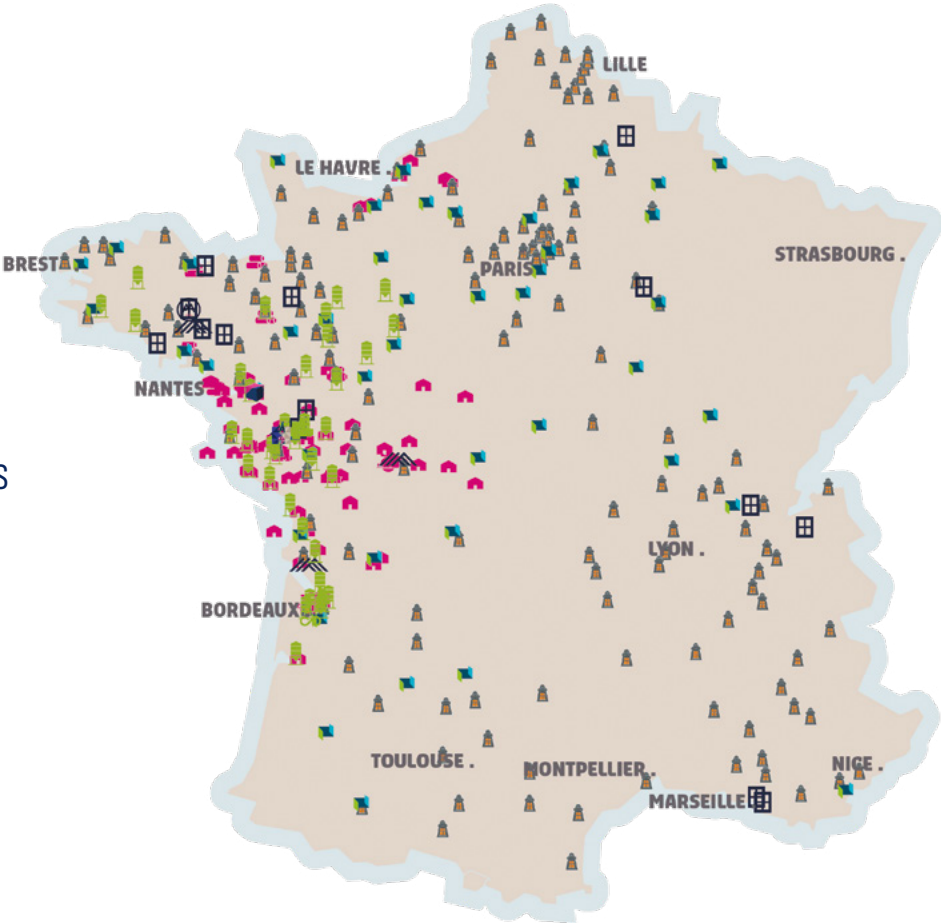 LILLE
LE HAVRE .
STRASBOURG .
BREST .
PARIS
NANTES
S
LYON .
BORDEAUX
TOULOUSE .
MONTPELLIER .
NICE .
MARSEILLE